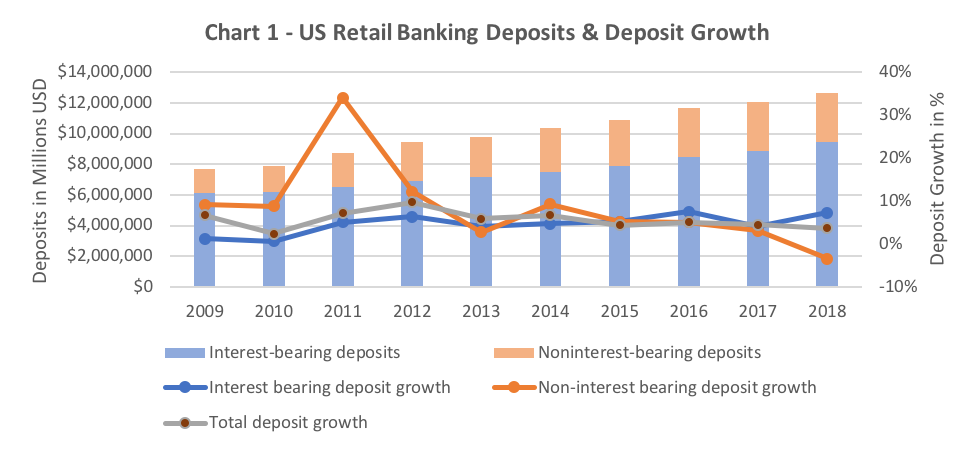 Chart 1 - US Retail Banking Deposits & Deposit Growth
Deposits in Millions USD
$14,000,000
$12,000,000
$10,000,000
$8,000,000
$6,000,000
$4,000,000
$2,000,000
$0
40%
30%
20%
10%
0%
-10%
Deposit Growth in %
2009 2010 2011 2012 2013 2014 2015 2016 2017 2018
Interest-bearing deposits
Noninterest-bearing deposits
Interest bearing deposit growth
Non-interest bearing deposit growth
Total deposit growth